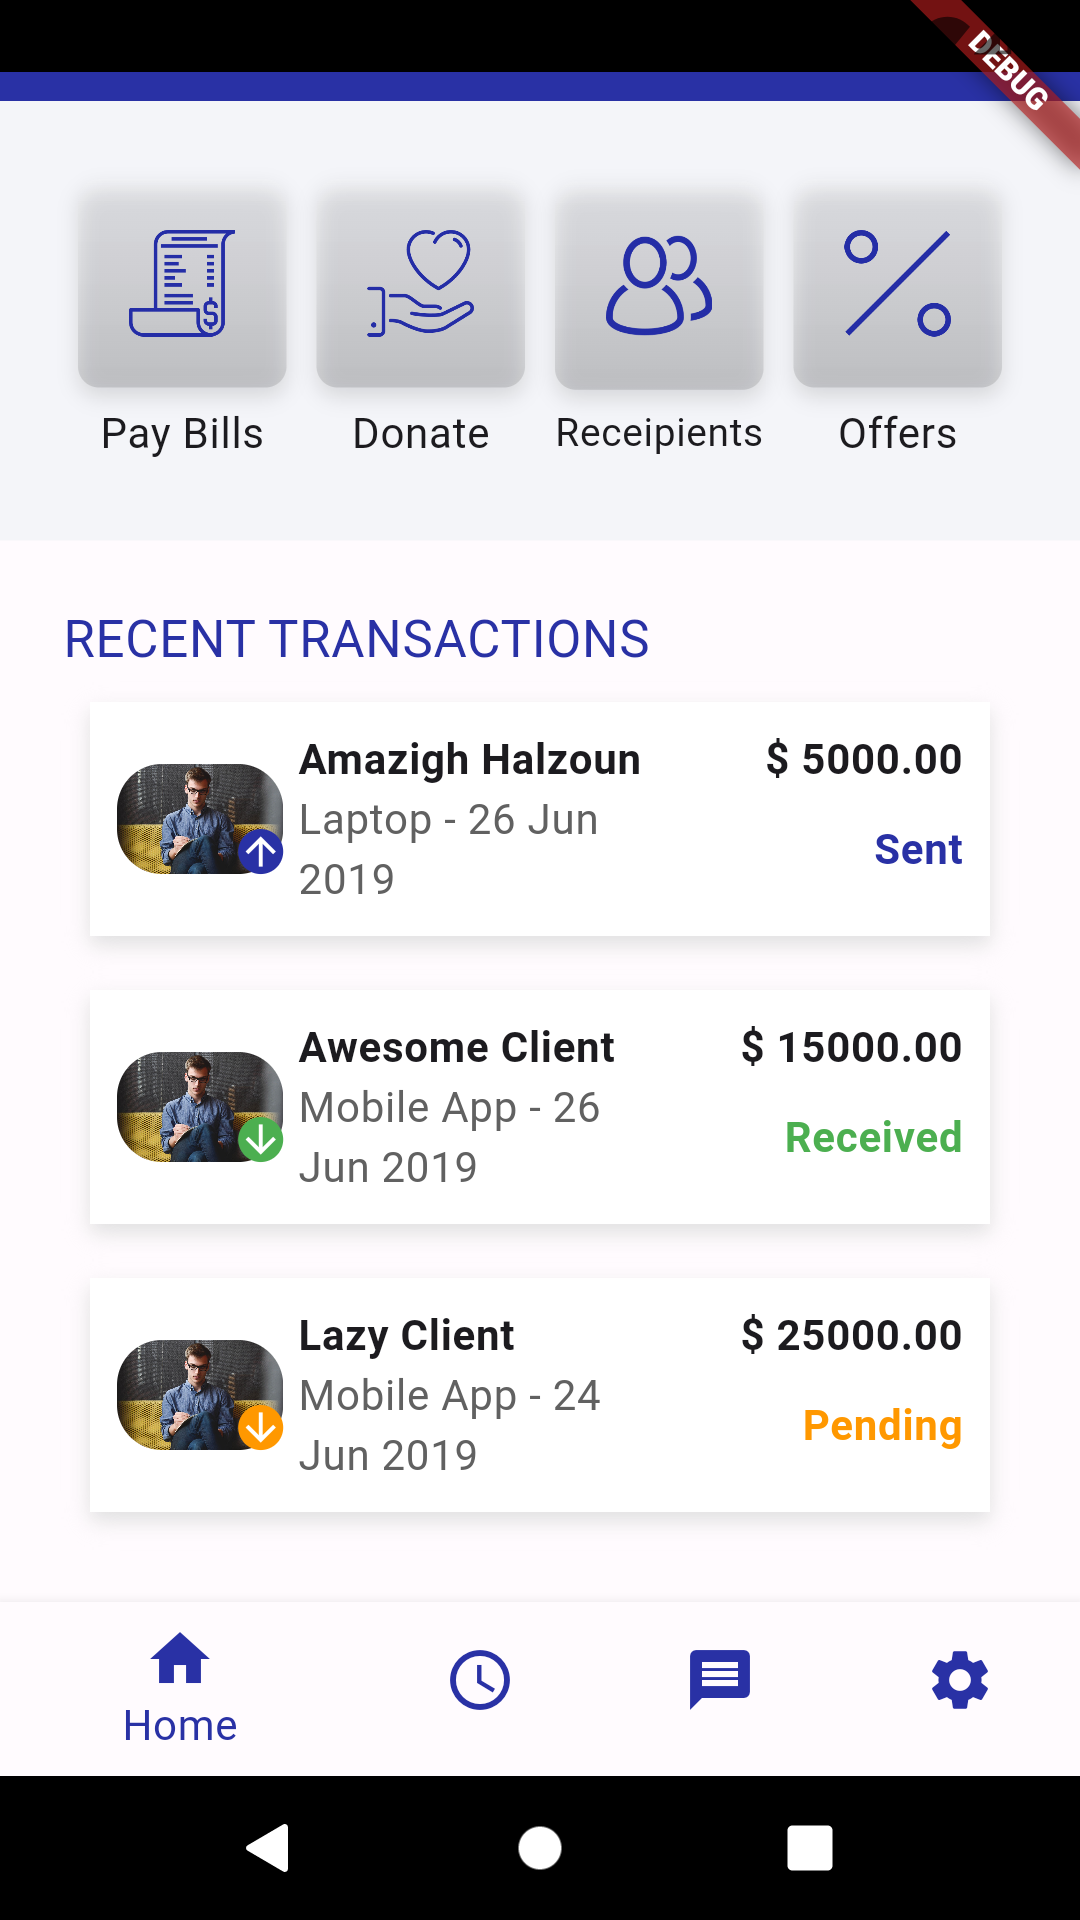 DEBUG
$
Pay Bills
Donate
Receipients
Offers
RECENT TRANSACTIONS
Amazigh Halzoun
$ 5000.00
Laptop - 26 Jun
2019
Sent
Awesome Client
$ 15000.00
Mobile App - 26
Jun 2019
Received
Lazy Client
$ 25000.00
Mobile App - 24
Jun 2019
Pending
Home